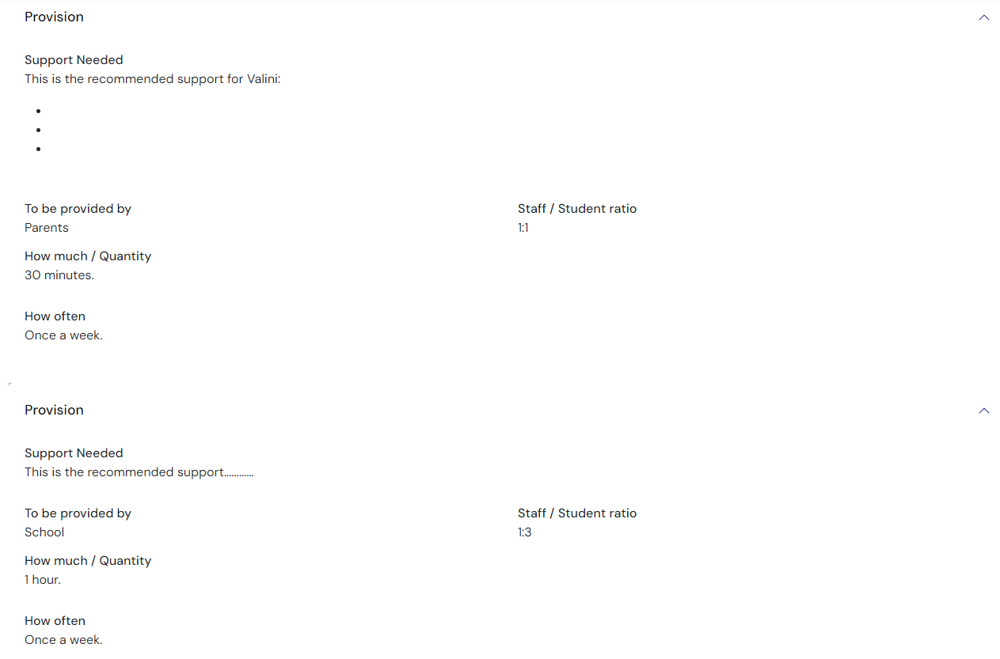 Provision
Support Needed
This is the recommended support for Valini:
•
•
•
To be provided by
Staff / Student ratio
Parents
1:1
How much / Quantity
30 minutes.
How often
Once a week.
Provision
Support Needed
This is the recommended support............
To be provided by
Staff / Student ratio
School
1:3
How much / Quantity
1 hour.
How often
Once a week.